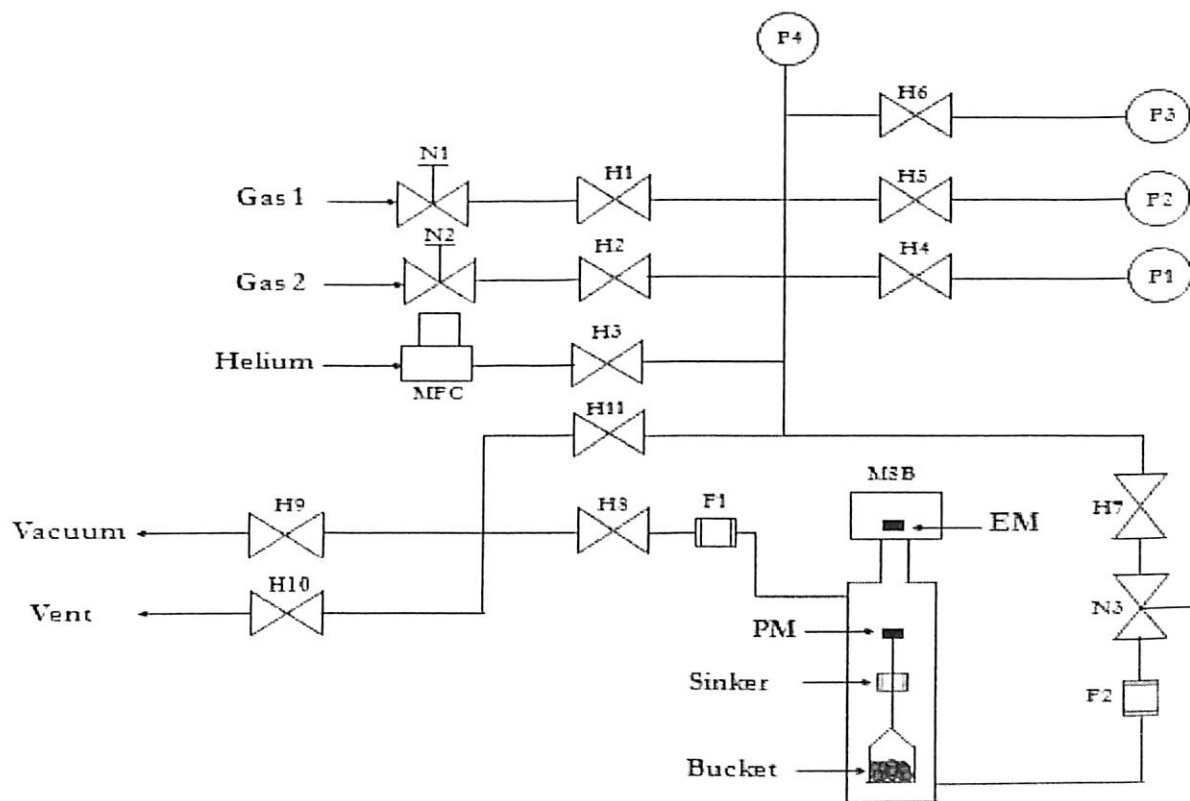 P4
H6
P3
N1
H1
H5
Gas 1
P2
N2
H2
H4
Gas 2
P1
H3
Helium
MFC
H11
MSB
H9
H8
F1
EM
H7
Vacuum
H10
Vent
PM
N3
Sinker
F2
Bucket